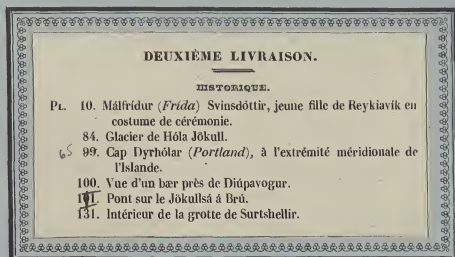 DEUXIÈME LIVRAISON.
HISTORIQUE.
PL. 10. Málfrídur (Frída) Svinsdóttir, jeune fille de Reykiavík en
costume de cérémonie.
84. Glacier de Hóla Jökull.
65 99. Cap Dyrhólar (Portland), à l'extrémité méridionale de
l'Islande.
100. Vue d'un bær près de Diúpavogur.
Pont sur le Jökullsá á Brú.
131. Intérieur de la grotte de Surtshellir.